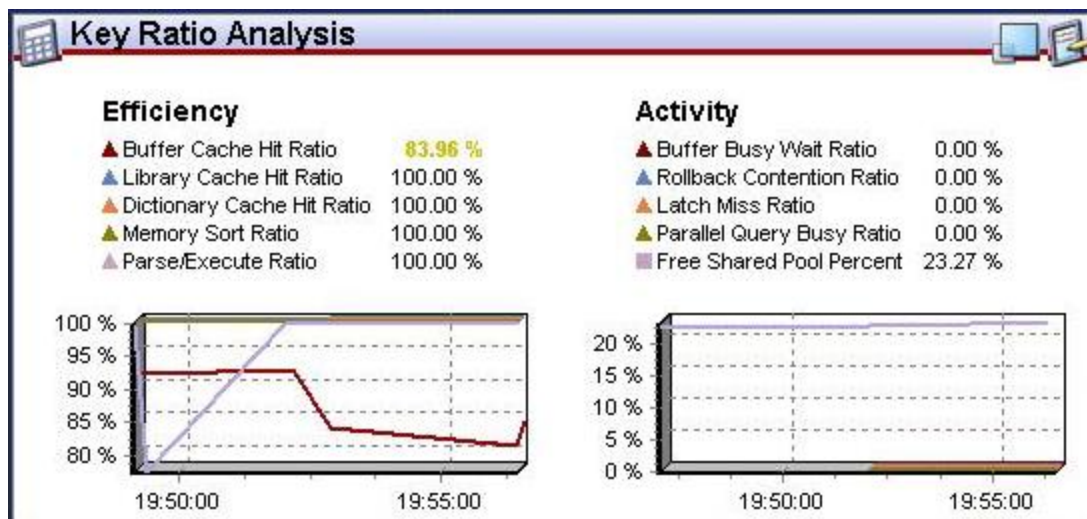 Key Ratio Analysis
Efficiency
Buffer Cache Hit Ratio 83.96 %
Library Cache Hit Ratio 100.00 %
Dictionary Cache Hit Ratio 100.00 %
Memory Sort Ratio 100.00 %
Parse/Execute Ratio 100.00 %
100 %
95 %
90 %
85 %
80 %
19:50:00 19:55:00
Activity
Buffer Busy Wait Ratio 0.00 %
Rollback Contention Ratio 0.00 %
Latch Miss Ratio 0.00 %
Parallel Query Busy Ratio 0.00 %
Free Shared Pool Percent 23.27 %
20 %
15 %
10 %
5 %
0 %
19:50:00 19:55:00